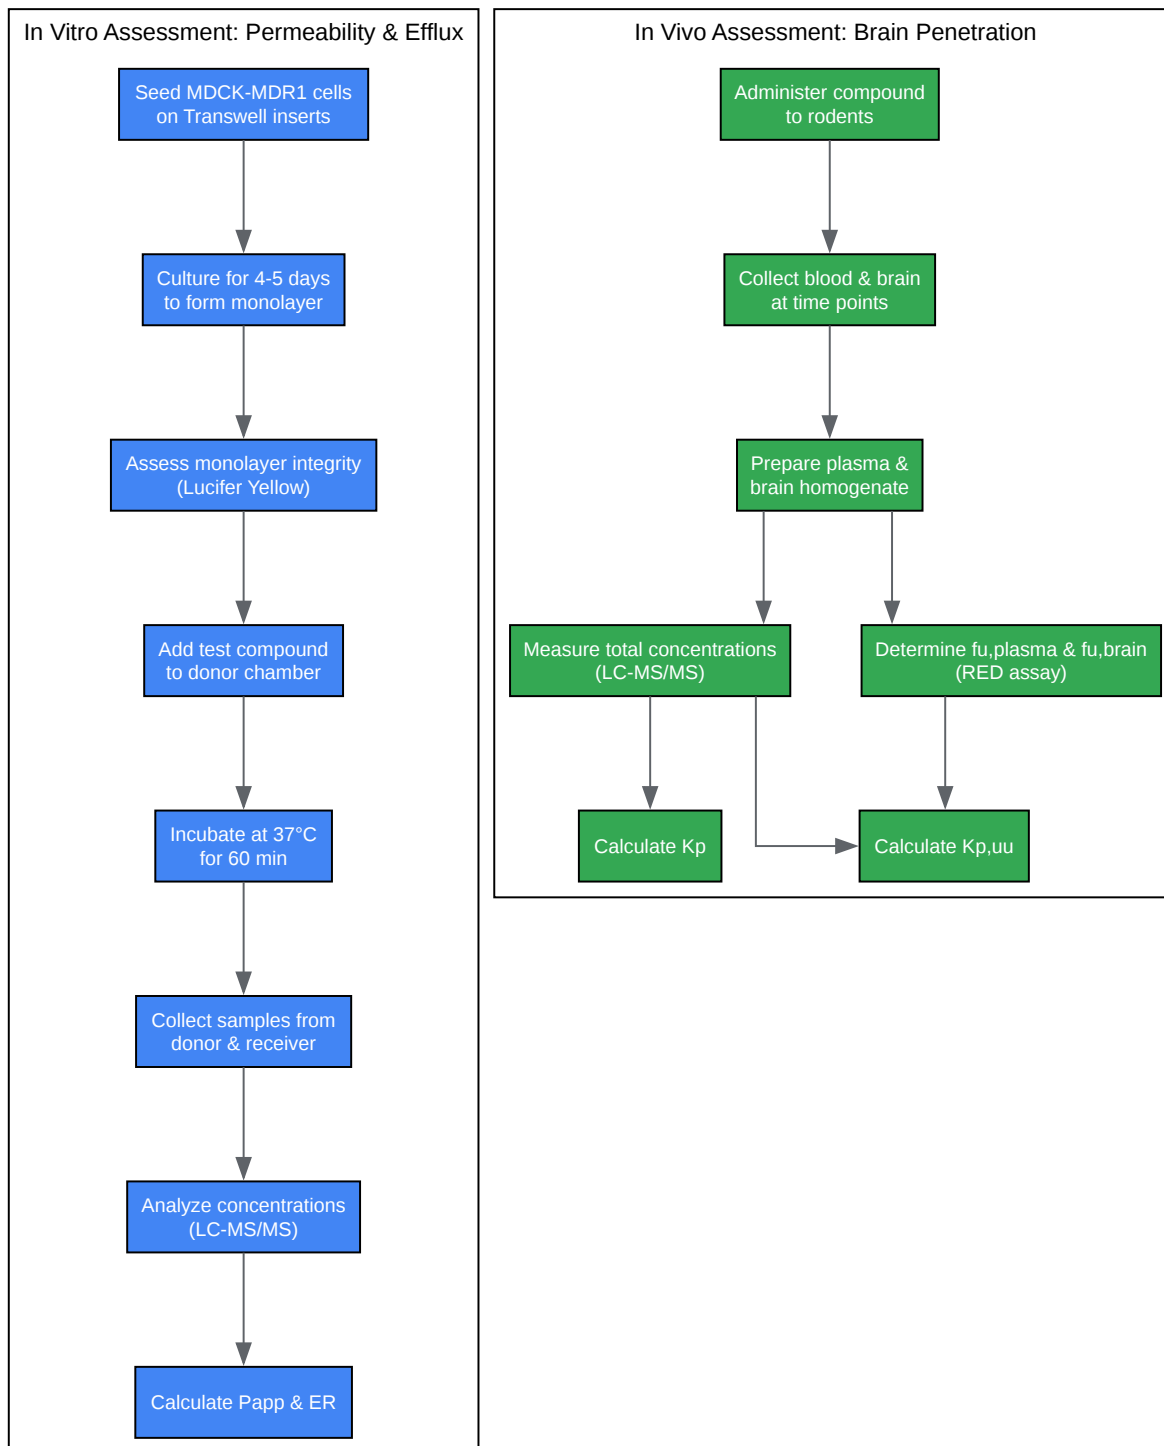 In Vitro Assessment: Permeability & Efflux
Seed MDCK-MDR1 cells
on Transwell inserts
Culture for 4-5 days
to form monolayer
Assess monolayer integrity
(Lucifer Yellow)
Add test compound
to donor chamber
Incubate at 37°C
for 60 min
Collect samples from
donor & receiver
Analyze concentrations
(LC-MS/MS)
Calculate Papp & ER
In Vivo Assessment: Brain Penetration
Administer compound
to rodents
Collect blood & brain
at time points
Prepare plasma &
brain homogenate
Measure total concentrations
(LC-MS/MS)
Determine fu,plasma & fu,brain
(RED assay)
Calculate Kp
Calculate Kp,uu